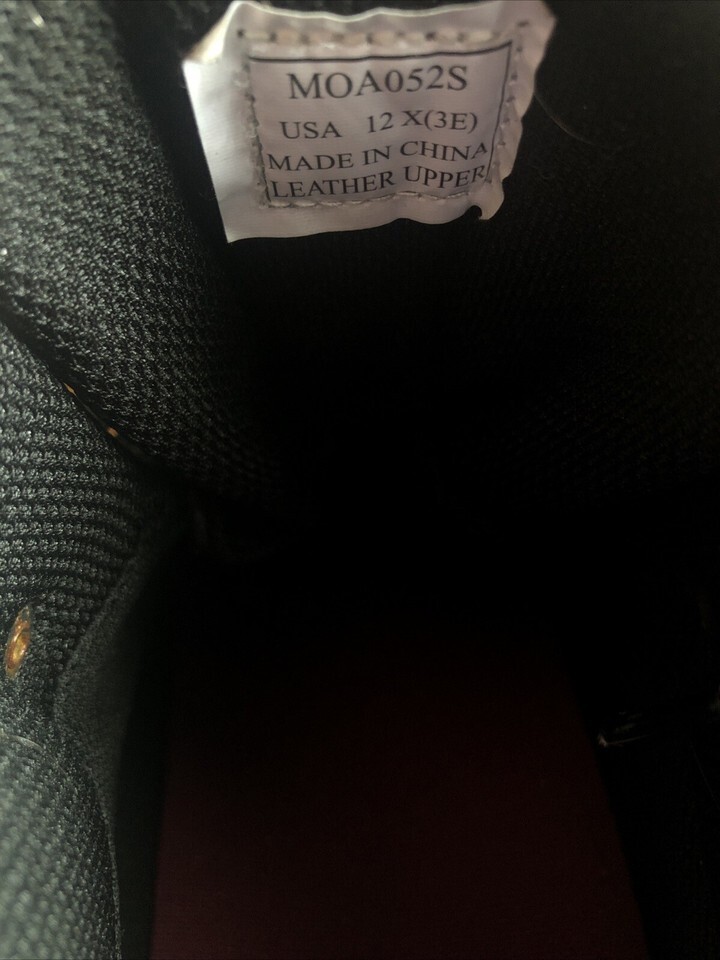 MOA052S
USA 12 X(3E)
MADE IN CHINA
LEATHER UPPER